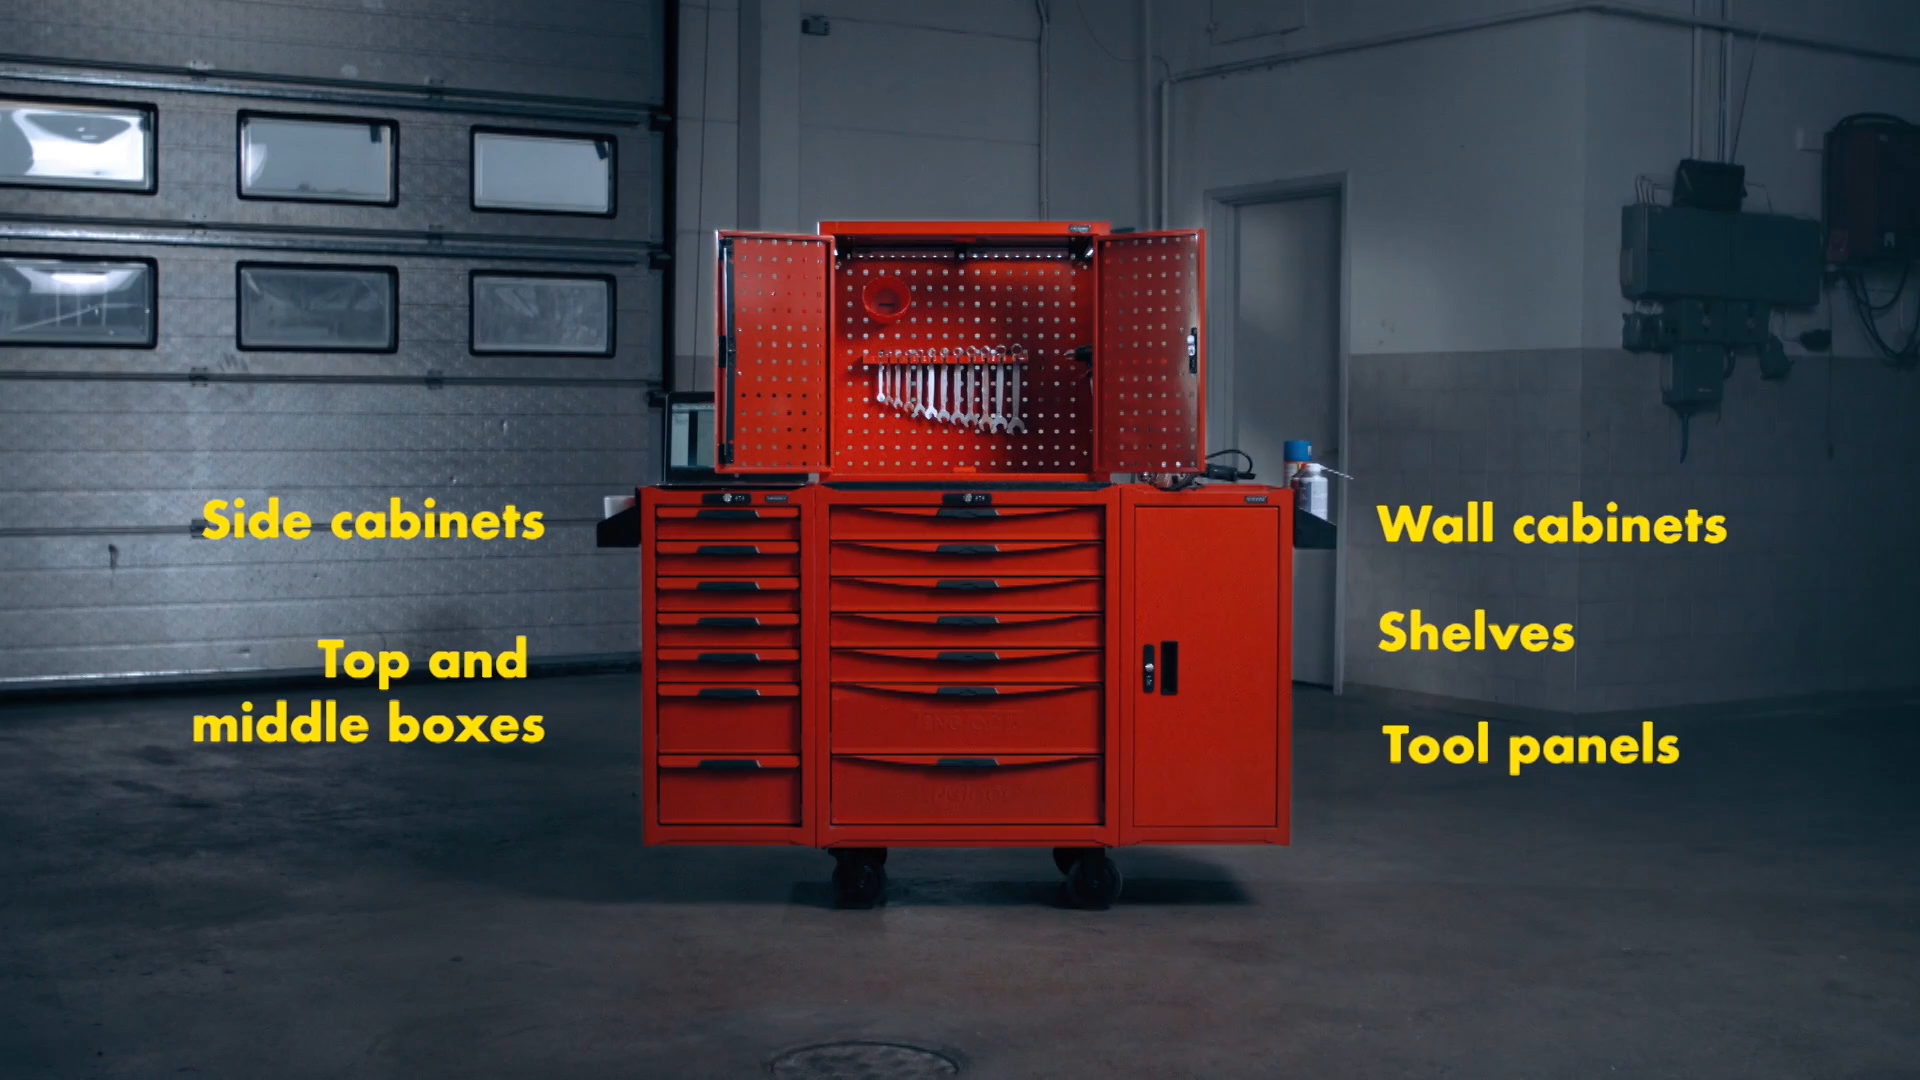 Side cabinets
Top and
middle boxes
Wall cabinets
Shelves
Tool panels